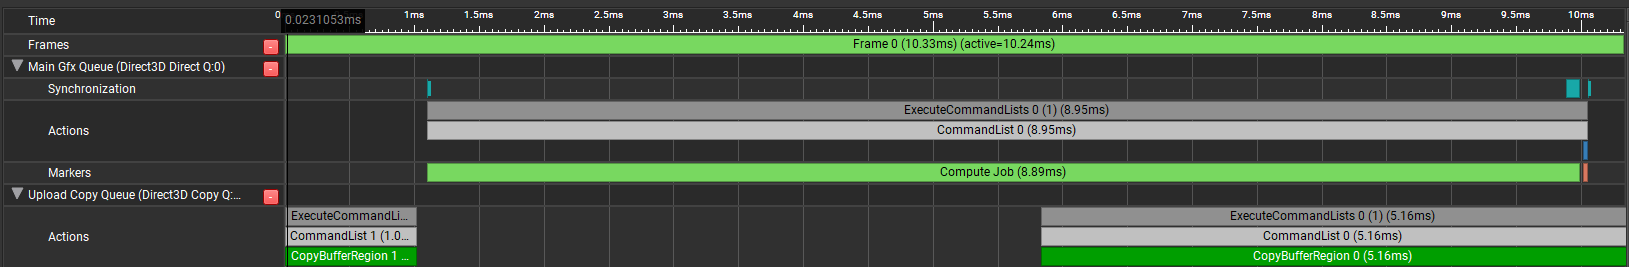 Time 0 0.0231053ms 1ms 1.5ms 2ms 2.5ms 3ms 3.5ms 4ms 4.5ms 5ms 5.5ms 6ms 6.5ms 7ms 7.5ms 8ms 8.5ms 9ms 9.5ms 10ms
Frames - Frame 0 (10.33ms) (active=10.24ms)
Main Gfx Queue (Direct3D Direct Q:0) -
Synchronization
ExecuteCommandLists 0 (1) (8.95ms)
Actions CommandList 0 (8.95ms)
Markers Compute Job (8.89ms)
Upload Copy Queue (Direct3D Copy Q:... -
ExecuteCommandLi... ExecuteCommandLists 0 (1) (5.16ms)
Actions CommandList 1 (1.0... CommandList 0 (5.16ms)
CopyBufferRegion 1 ... CopyBufferRegion 0 (5.16ms)